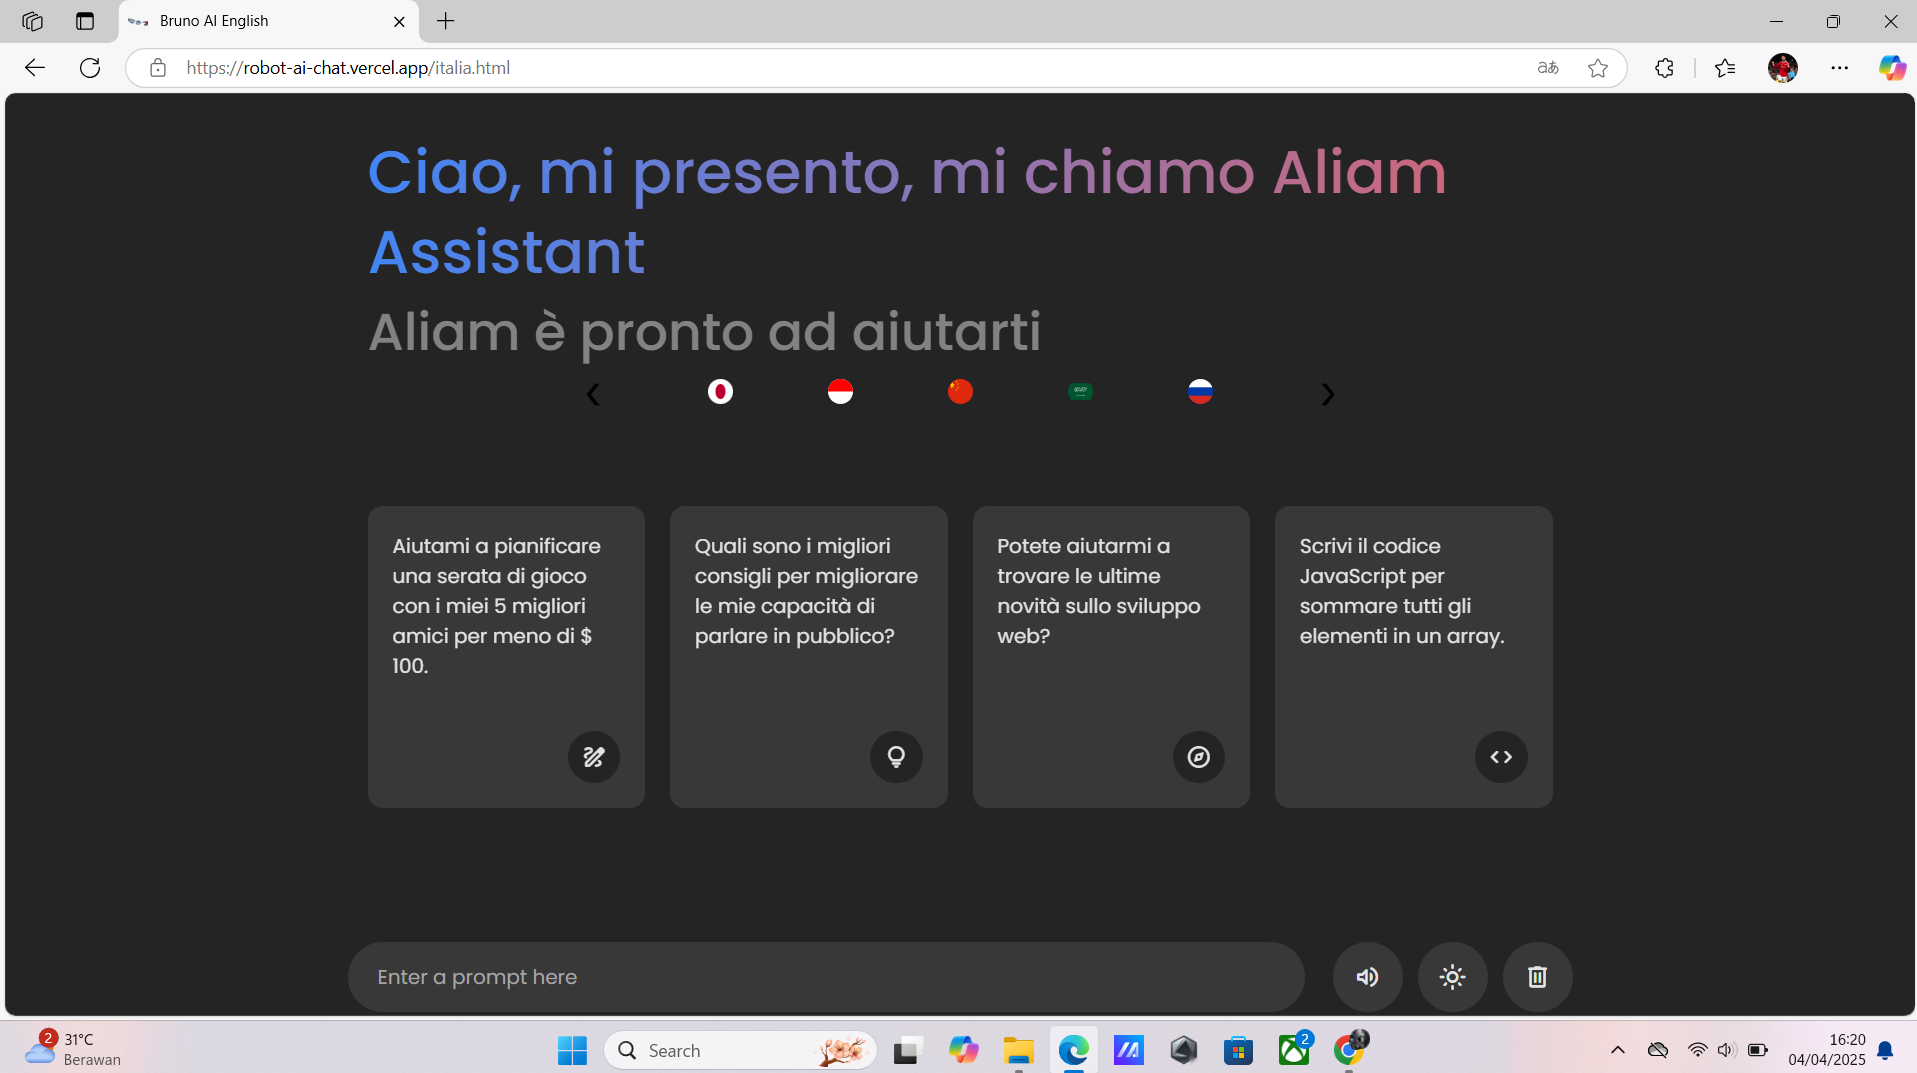 Bruno AI English
https://robot-ai-chat.vercel.app/italia.html
Ciao, mi presento, mi chiamo Aliam
Assistant
Aliam è pronto ad aiutarti
Aiutami a pianificare
una serata di gioco
con i miei 5 migliori
amici per meno di $
100.
Quali sono i migliori
consigli per migliorare
le mie capacità di
parlare in pubblico?
Potete aiutarmi a
trovare le ultime
novità sullo sviluppo
web?
Scrivi il codice
JavaScript per
sommare tutti gli
elementi in un array.
Enter a prompt here
2
31°C
Berawan
Search
2
16:20
04/04/2025